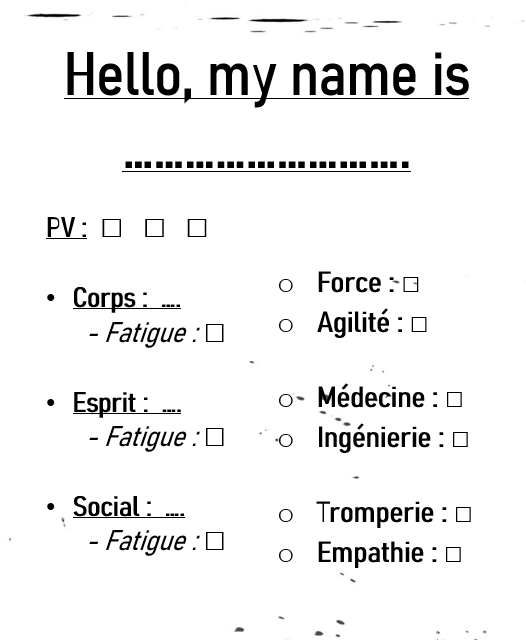 Hello, my name is
..............................
PV : □ □ □
• Corps : ....
- Fatigue : □
○ Force : □
○ Agilité : □
• Esprit : ....
- Fatigue : □
○ Médecine : □
○ Ingénierie : □
• Social : ....
- Fatigue : □
○ Tromperie : □
○ Empathie : □